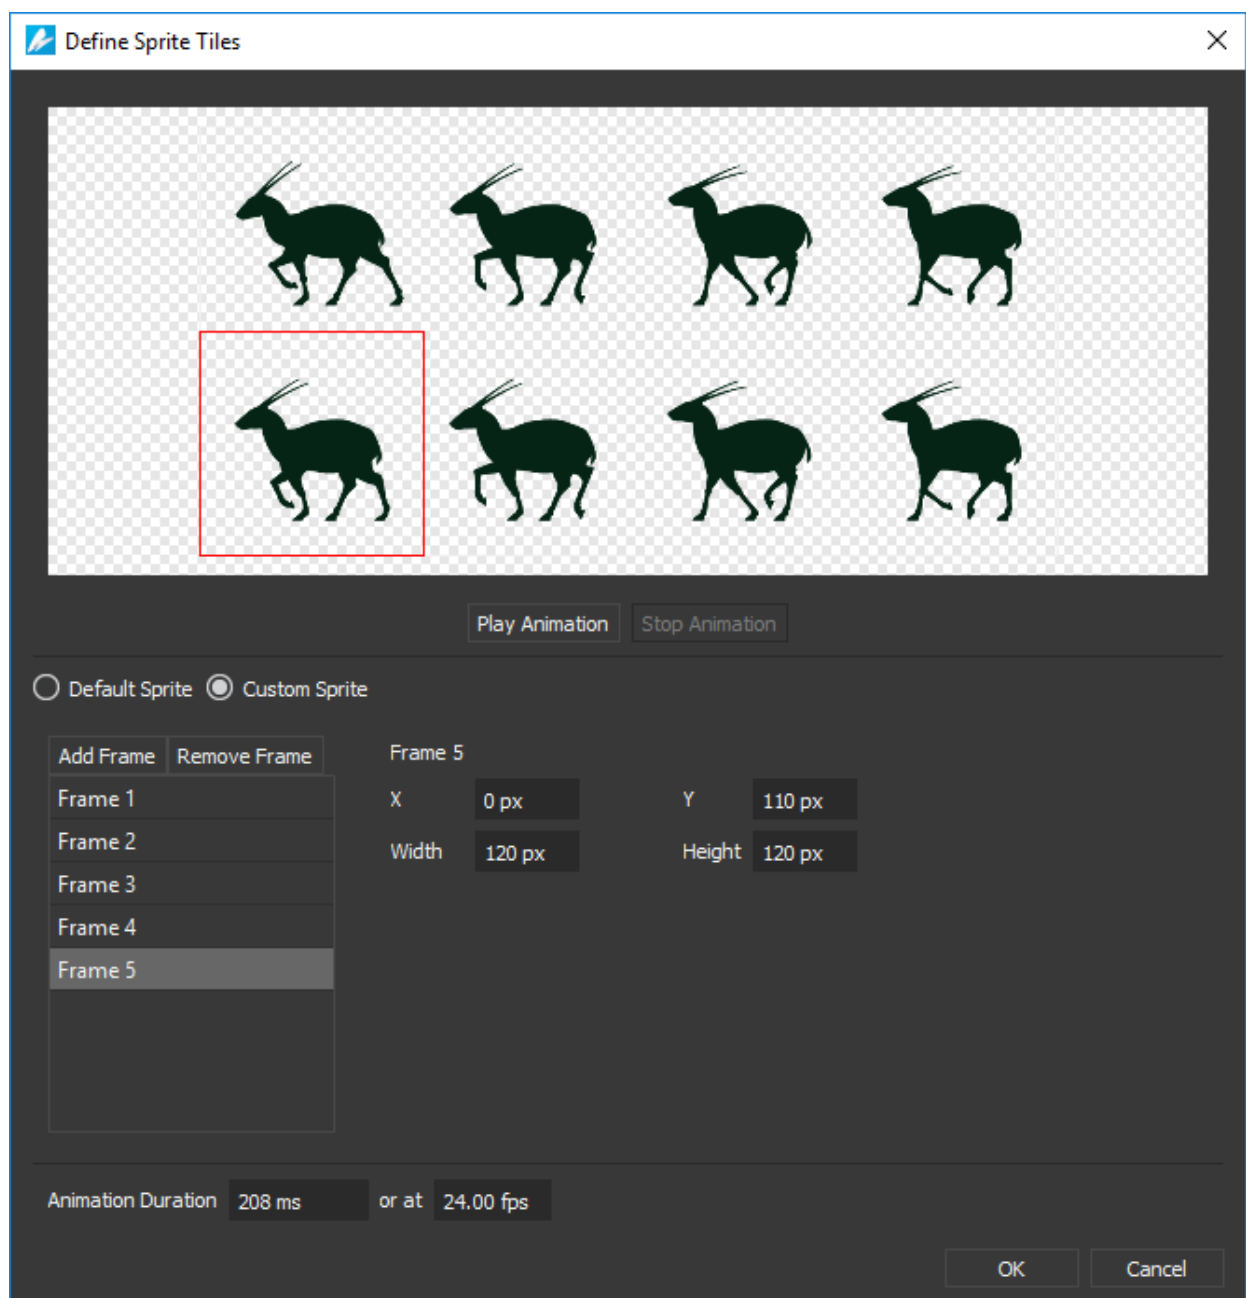 Define Sprite Tiles
Play Animation Stop Animation
Default Sprite Custom Sprite
Add Frame Remove Frame Frame 5
Frame 1 X 0 px Y 110 px
Frame 2 Width 120 px Height 120 px
Frame 3
Frame 4
Frame 5
Animation Duration 208 ms or at 24.00 fps
OK Cancel